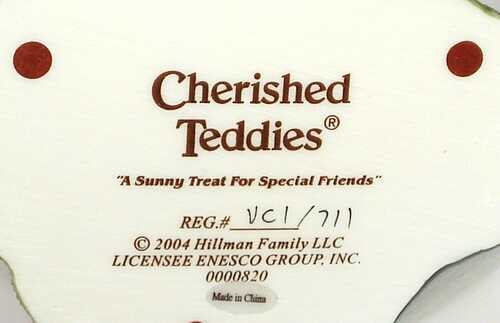 Cherished
Teddies®
"A Sunny Treat For Special Friends"
REG.# VC1/711
© 2004 Hillman Family LLC
LICENSEE ENESCO GROUP, INC.
0000820
Made in China